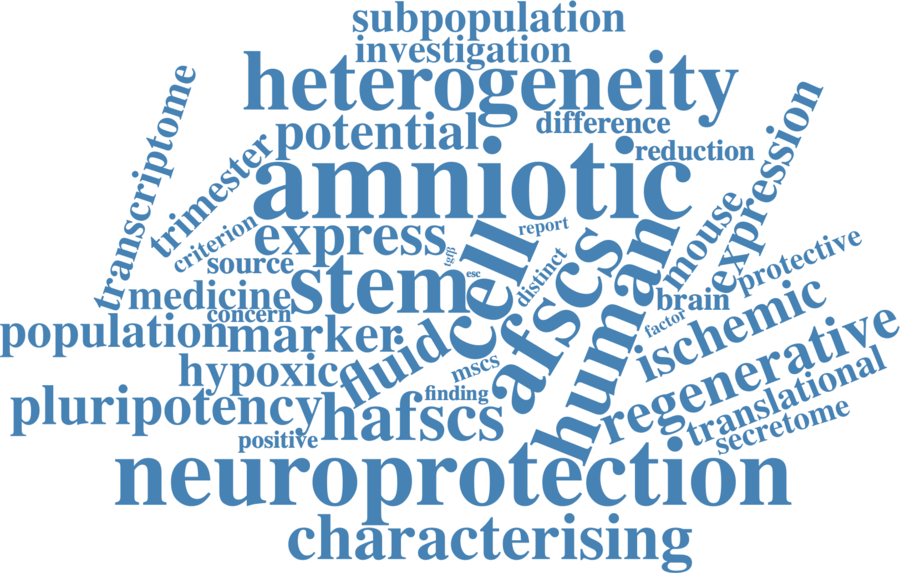 subpopulation
investigation
heterogeneity
transcriptome
potential
difference
trimester
reduction
amniotic
expression
criterion
express
report
mouse
source
tgfβ
cell
esc
distinct
afscs
human
protective
stem
medicine
concern
brain
factor
ischemic
population
marker
fluid
mscs
hypoxic
regenerative
finding
translational
pluripotency
hafscs
secretome
positive
neuroprotection
characterising